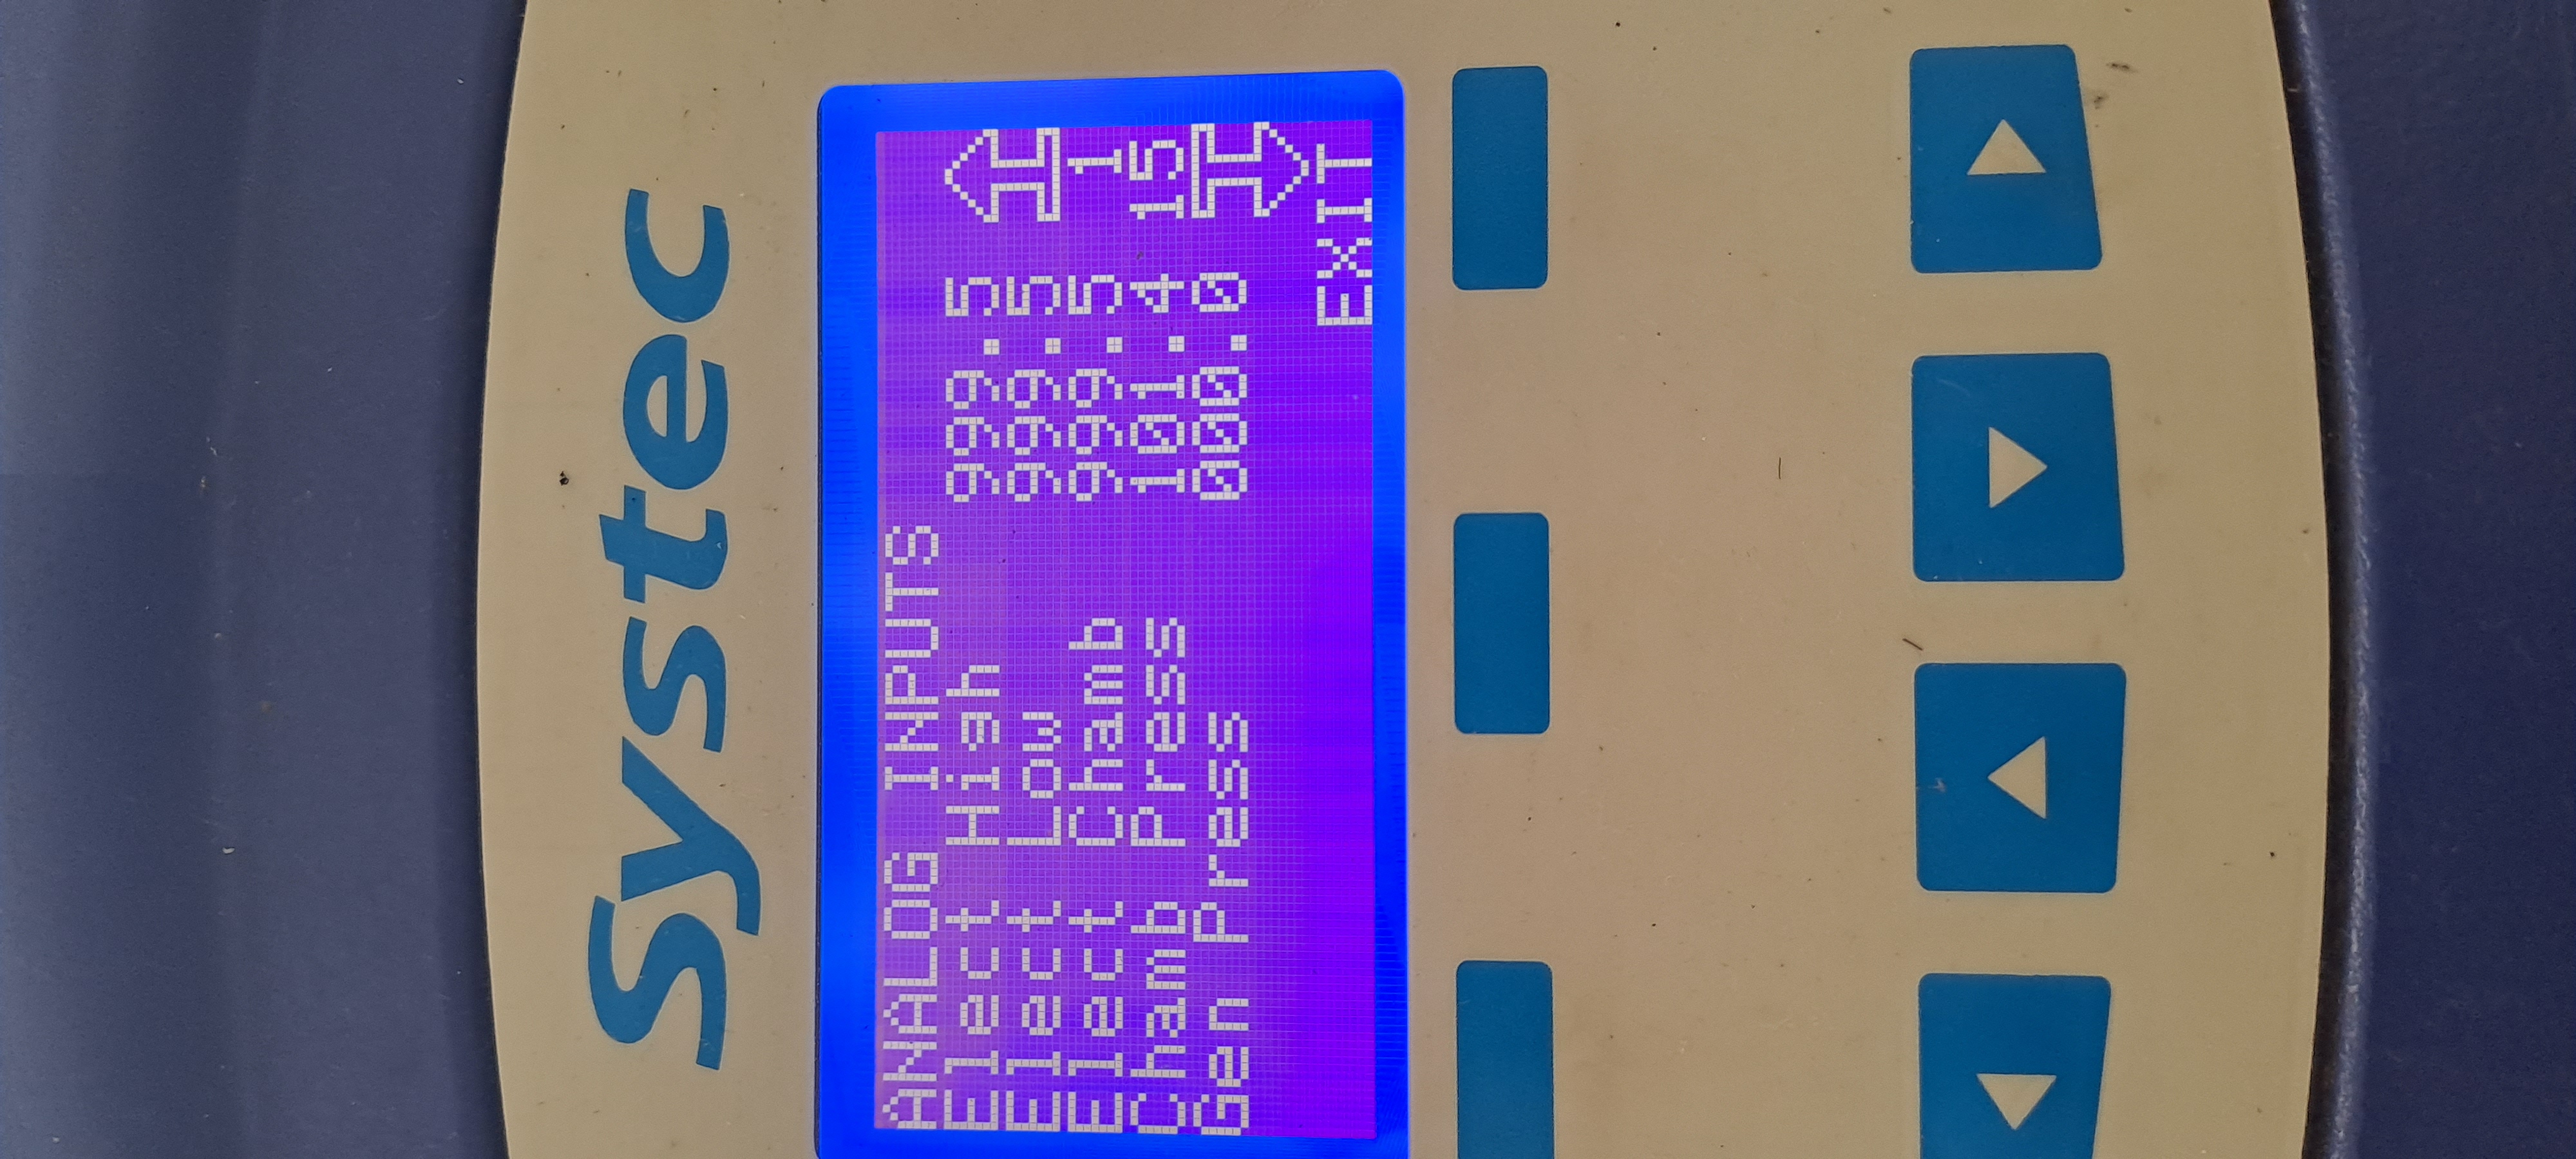 Systec
ANALOG INPUTS
Elect High 999.5
Elect Low 999.5
Elect Chamb 999.5 1
Chamb Press 101.4 15
Gen Press 000.0
EXIT